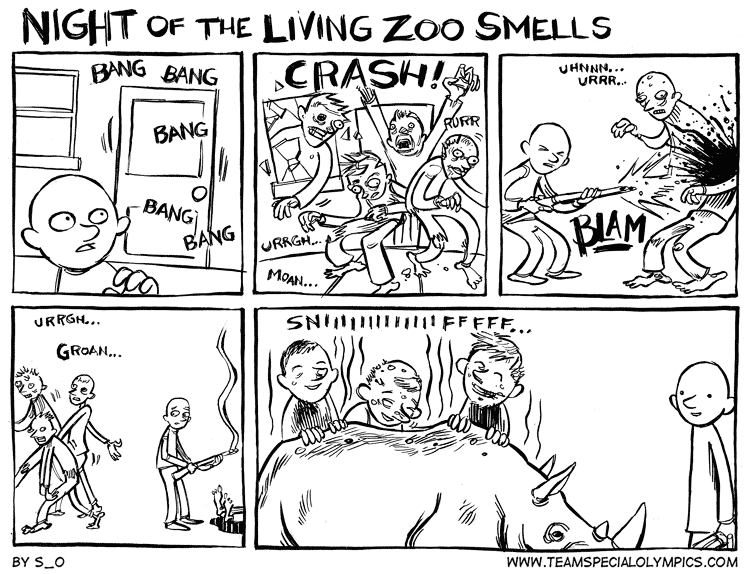 NIGHT OF THE LIVING ZOO SMELLS
BANG BANG
BANG
BANG
BANG
CRASH!
RURR
URRGH...
MOAN...
UHNNN...
URRR...
BLAM
URRGH...
GROAN...
SNIIIIIIIIIIIIIFFFFF...
BY S_O
WWW.TEAMSPECIALOLYMPICS.COM